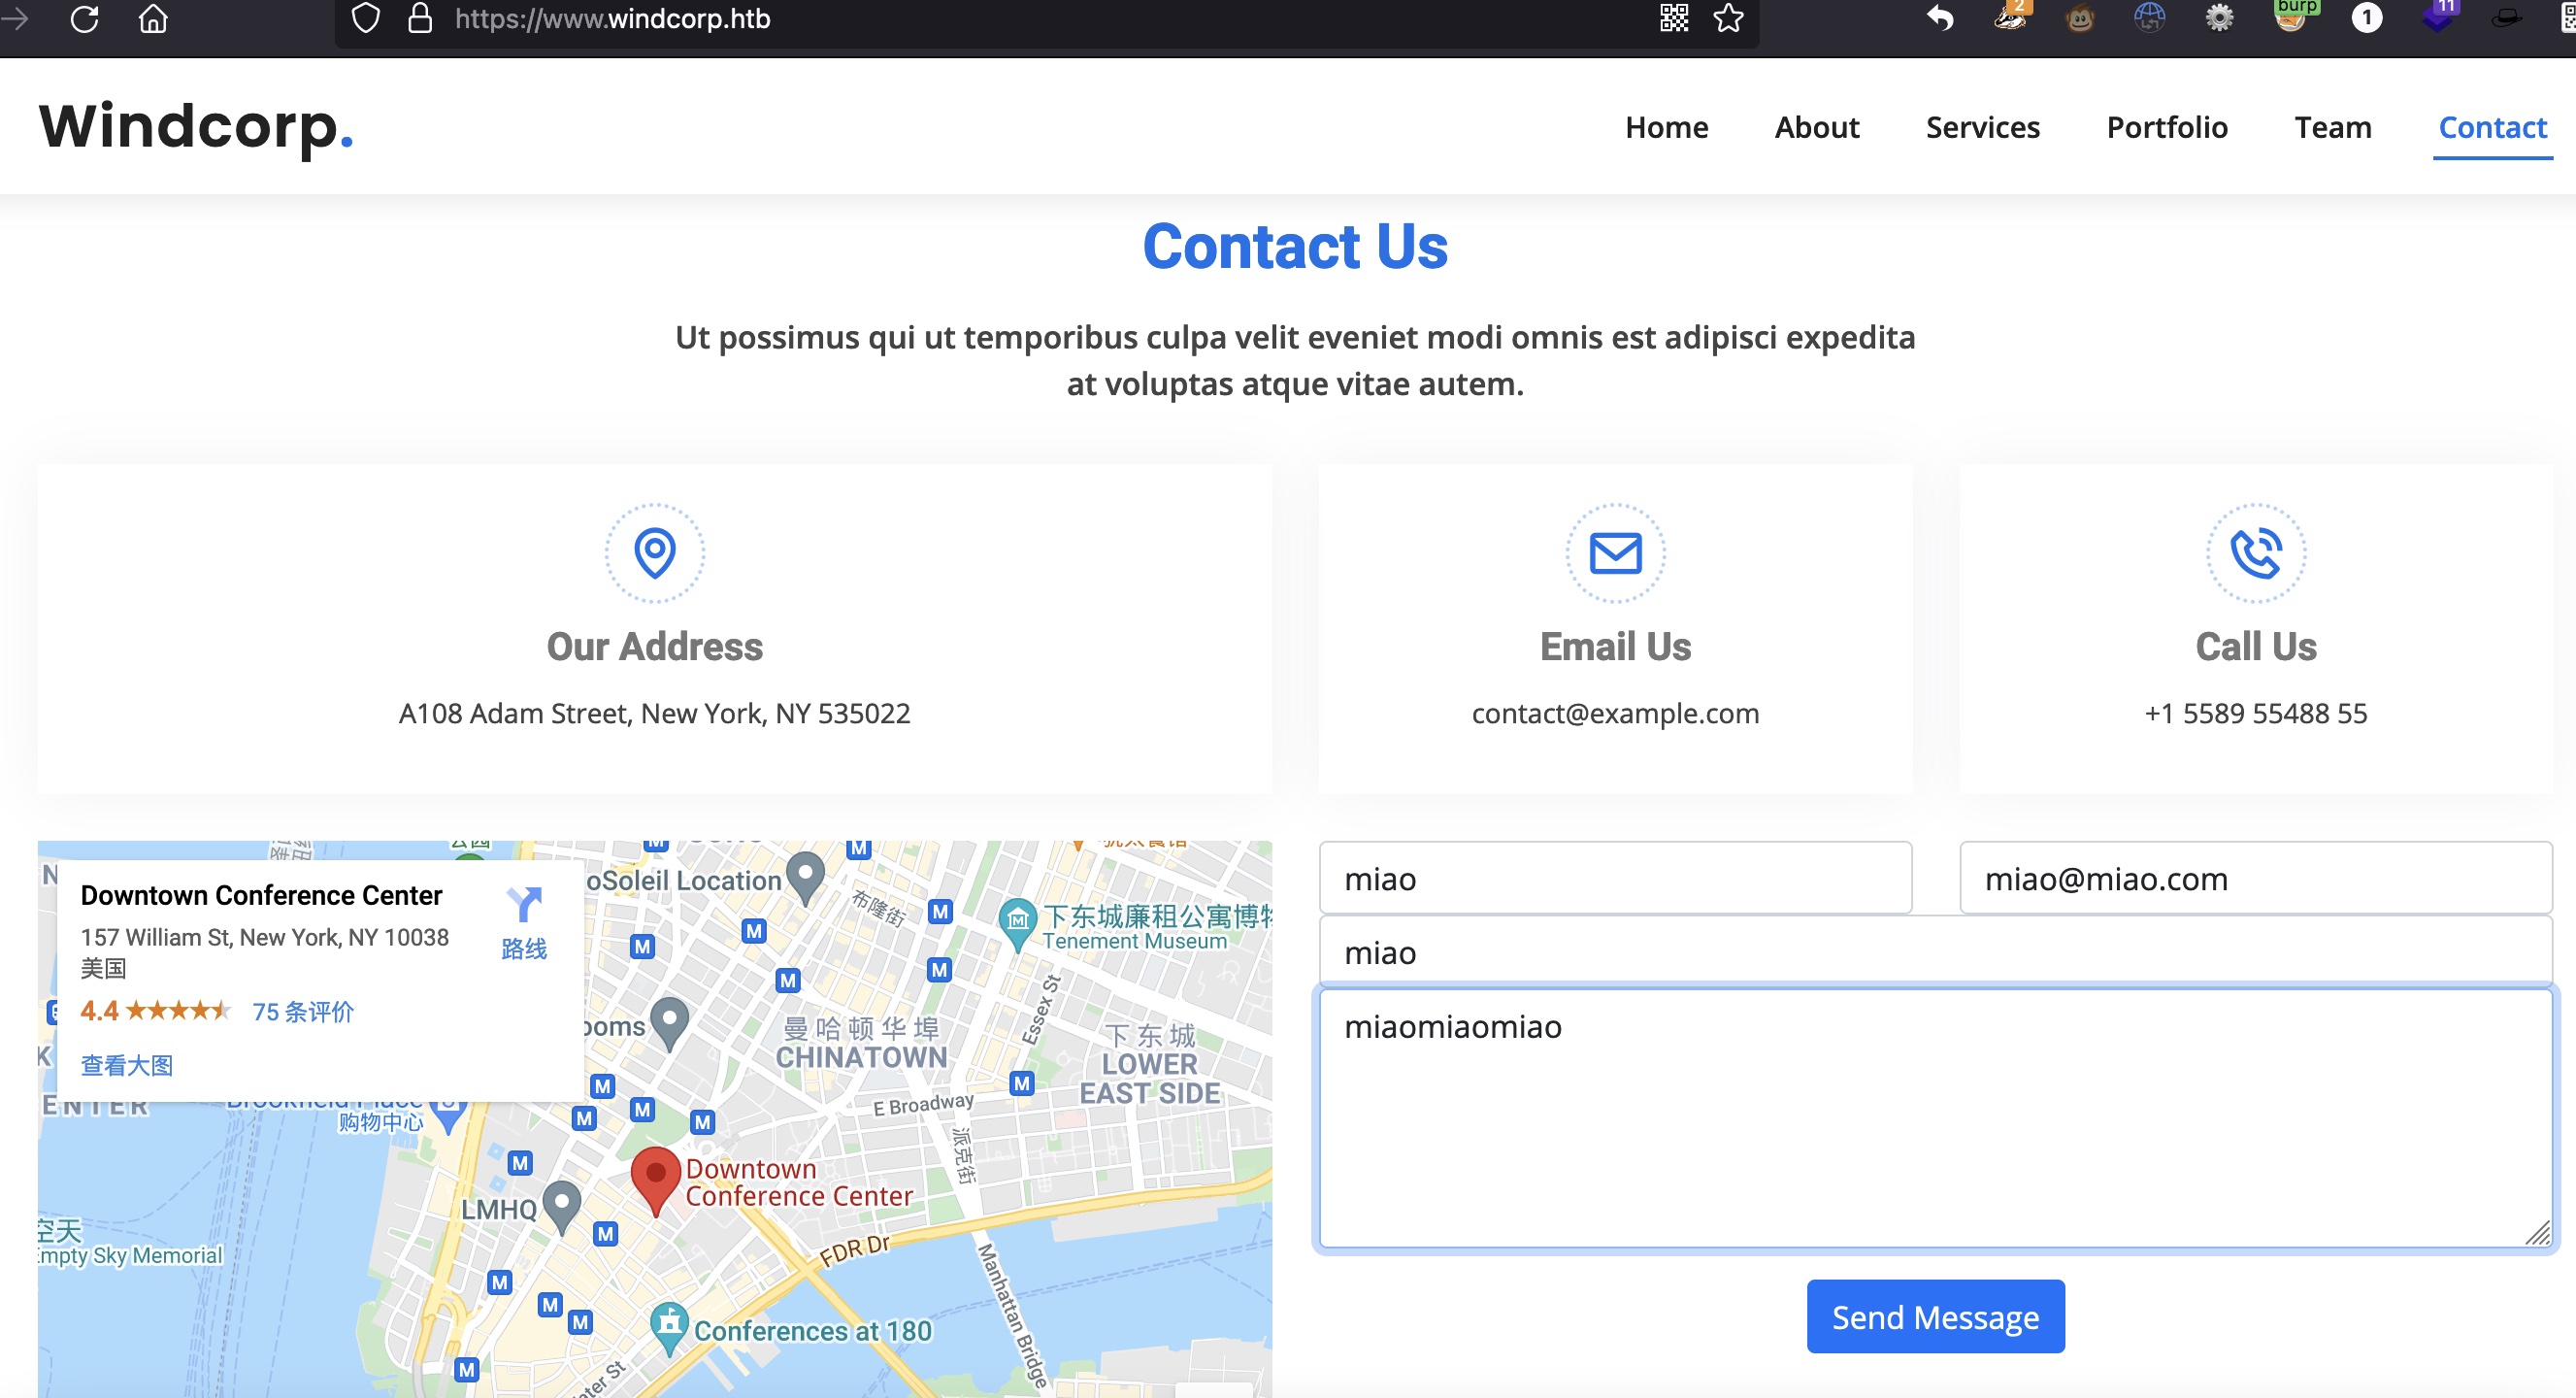 https://www.windcorp.htb
2
burp
1
11
Windcorp.
Home About Services Portfolio Team Contact
Contact Us
Ut possimus qui ut temporibus culpa velit eveniet modi omnis est adipisci expedita
at voluptas atque vitae autem.
Our Address
A108 Adam Street, New York, NY 535022
Email Us
contact@example.com
Call Us
+1 5589 55488 55
Downtown Conference Center
157 William St, New York, NY 10038
美国
4.4
75 条评价
查看大图
路线
oSoleil Location
布隆街
下东城廉租公寓博物
Tenement Museum
Essex St
ooms
曼哈顿华埠
CHINATOWN
下东城
LOWER
EAST SIDE
ENTER
购物中心
E Broadway
派克街
Downtown
Conference Center
LMHQ
空天
Empty Sky Memorial
FDR Dr
Manhattan Bridge
Conferences at 180
ater St
miao
miao@miao.com
miao
miaomiaomiao
Send Message